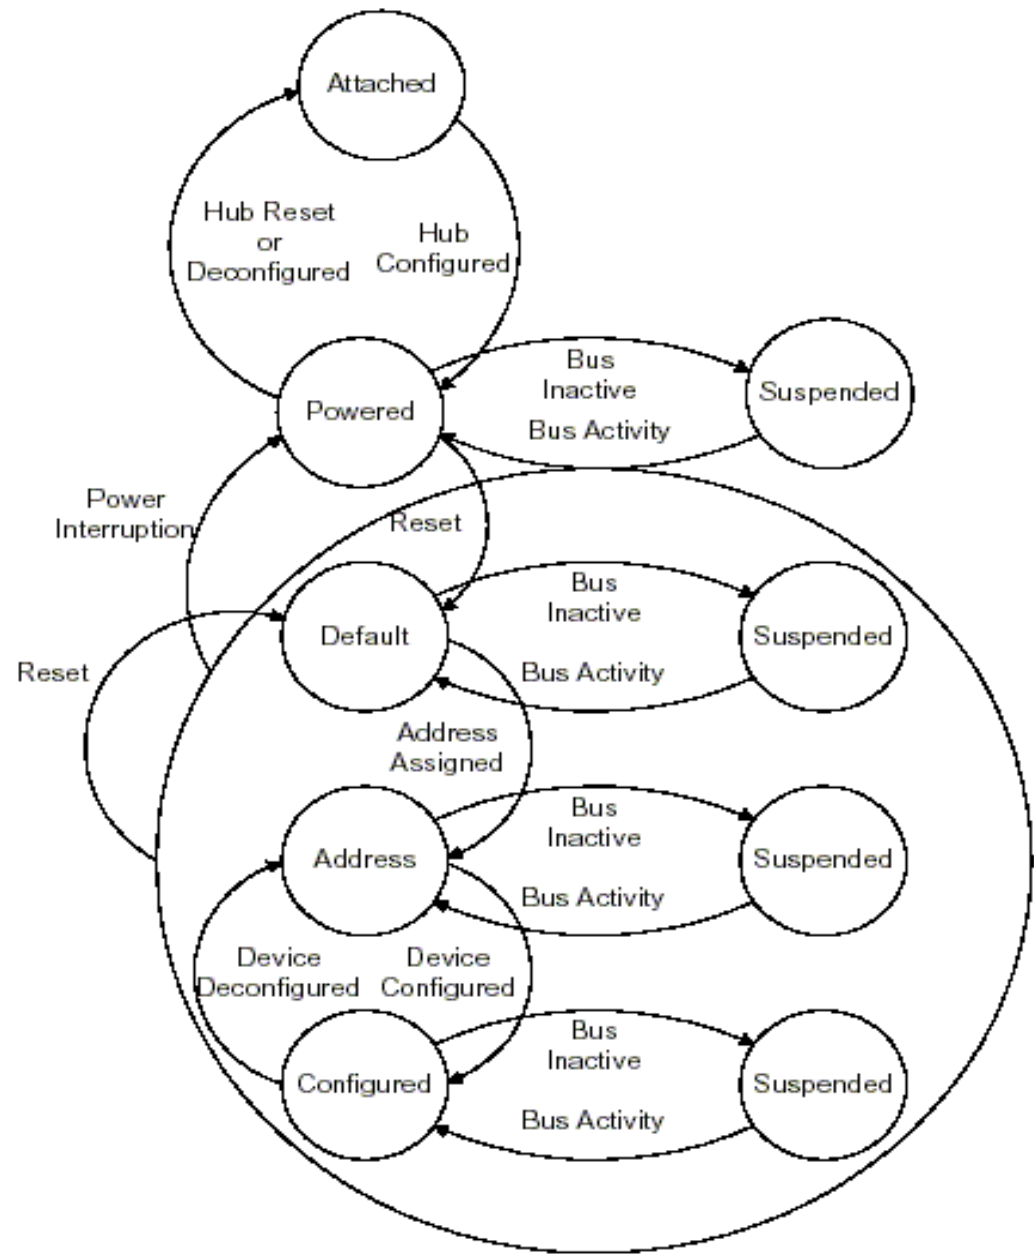 Attached
Hub Reset
or
Deconfigured
Hub
Configured
Powered
Bus
Inactive
Bus Activity
Suspended
Power
Interruption
Reset
Default
Bus
Inactive
Bus Activity
Suspended
Reset
Address
Assigned
Address
Bus
Inactive
Bus Activity
Suspended
Device
Deconfigured
Device
Configured
Configured
Bus
Inactive
Bus Activity
Suspended